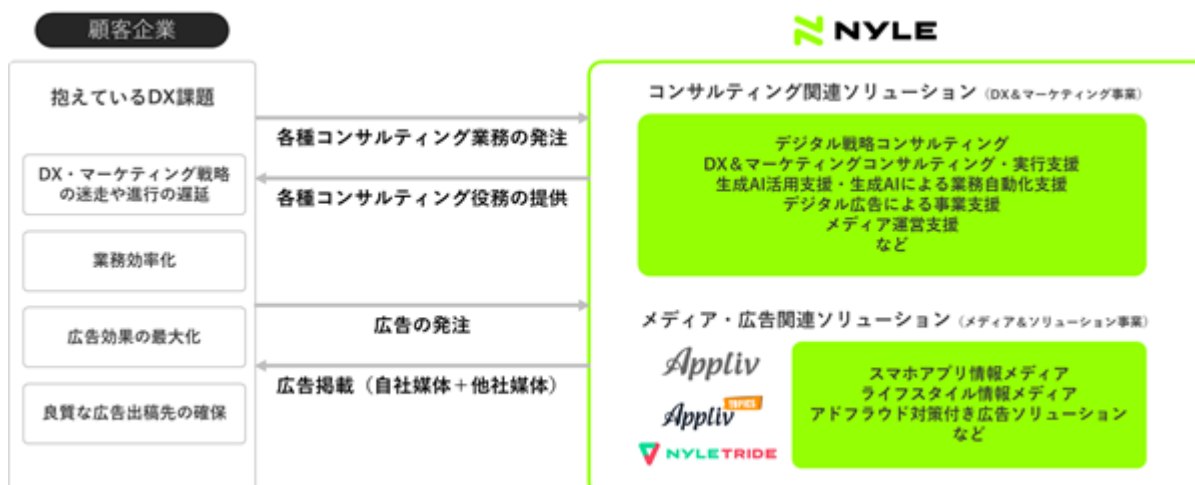 顧客企業
抱えているDX課題
DX・マーケティング戦略
の迷走や進行の遅延
業務効率化
広告効果の最大化
良質な広告出稿先の確保
各種コンサルティング業務の発注
各種コンサルティング役務の提供
広告の発注
広告掲載（自社媒体＋他社媒体）
NYLE
コンサルティング関連ソリューション（DX＆マーケティング事業）
デジタル戦略コンサルティング
DX＆マーケティングコンサルティング・実行支援
生成AI活用支援・生成AIによる業務自動化支援
デジタル広告による事業支援
メディア運営支援
など
メディア・広告関連ソリューション（メディア&ソリューション事業）
Appliv
Appliv TOPICS
NYLETRIDE
スマホアプリ情報メディア
ライフスタイル情報メディア
アドフラウド対策付き広告ソリューション
など